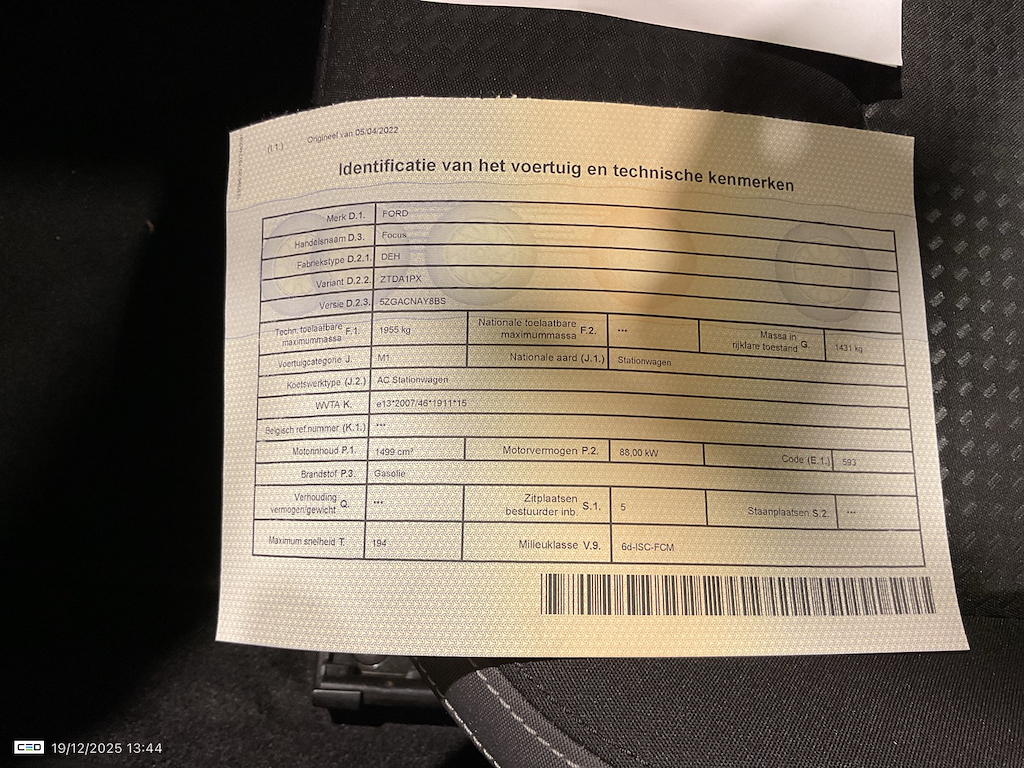 (I.1.) Origineel van 05/04/2022
Identificatie van het voertuig en technische kenmerken
Merk D.1. FORD
Handelsnaam D.3. Focus
Fabriekstype D.2.1. DEH
Variant D.2.2. ZTDA1PX
Versie D.2.3. 5ZGACNAY8BS
Techn. toelaatbare maximummassa F.1. 1955 kg Nationale toelaatbare maximummassa F.2. *** Massa in rijklare toestand G. 1431 kg
Voertuigcategorie J. M1 Nationale aard (J.1.) Stationwagen
Koetswerktype (J.2.) AC Stationwagen
WVTA K. e13*2007/46*1911*15
Belgisch ref.nummer (K.1.) ***
Motorinhoud P.1. 1499 cm³ Motorvermogen P.2. 88,00 kW Code (E.1.) 593
Brandstof P.3. Gasolie
Verhouding vermogen/gewicht Q. *** Zitplaatsen bestuurder inb. S.1. 5 Staanplaatsen S.2. ***
Maximum snelheid T. 194 Milieuklasse V.9. 6d-ISC-FCM
CEO 19/12/2025 13:44